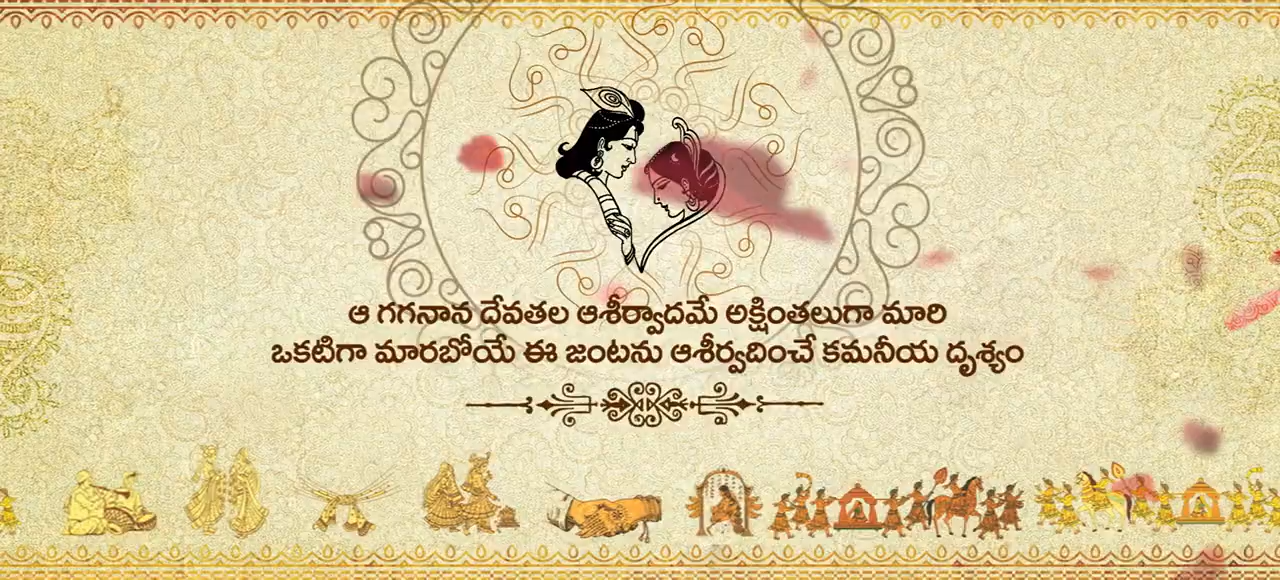 ఆ గగనాన దేవతల ఆశీర్వాదమే అక్షింతలుగా మారి
ఒకటిగా మారబోయే ఈ జంటను ఆశీర్వదించే కమనీయ దృశ్యం